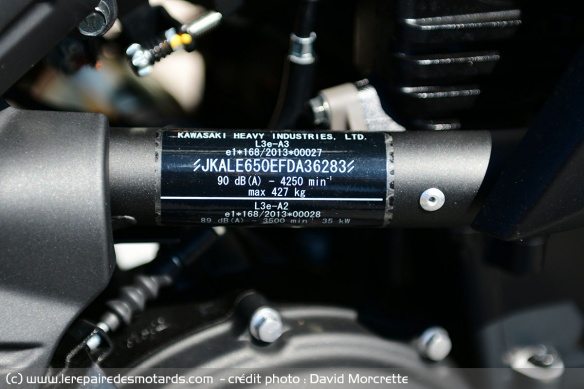 KAWASAKI HEAVY INDUSTRIES, LTD.
L3e-A3
e1*168/2013*00027
JKALE650EFDA36283
90 dB(A) - 4250 min⁻¹
max 427 kg
L3e-A2
e1*168/2013*00028
89 dB(A) - 3500 min⁻¹ 35 kW
(c) www.lerepairedesmotards.com - crédit photo : David Morcrette